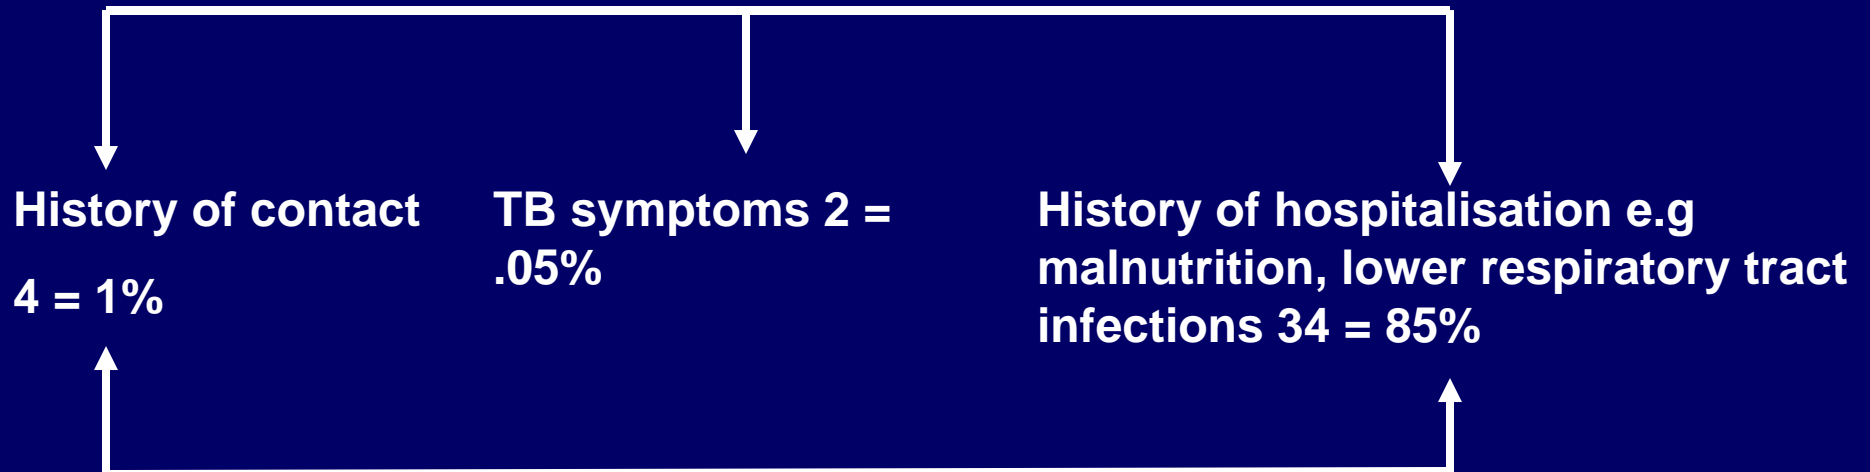 History of contact
4 = 1%
TB symptoms 2 =
.05%
History of hospitalisation e.g
malnutrition, lower respiratory tract
infections 34 = 85%